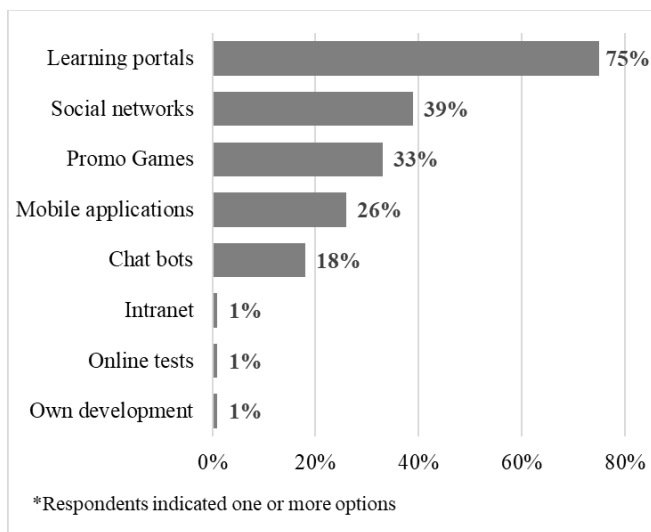 Learning portals 75%
Social networks 39%
Promo Games 33%
Mobile applications 26%
Chat bots 18%
Intranet 1%
Online tests 1%
Own development 1%
0% 20% 40% 60% 80%
*Respondents indicated one or more options